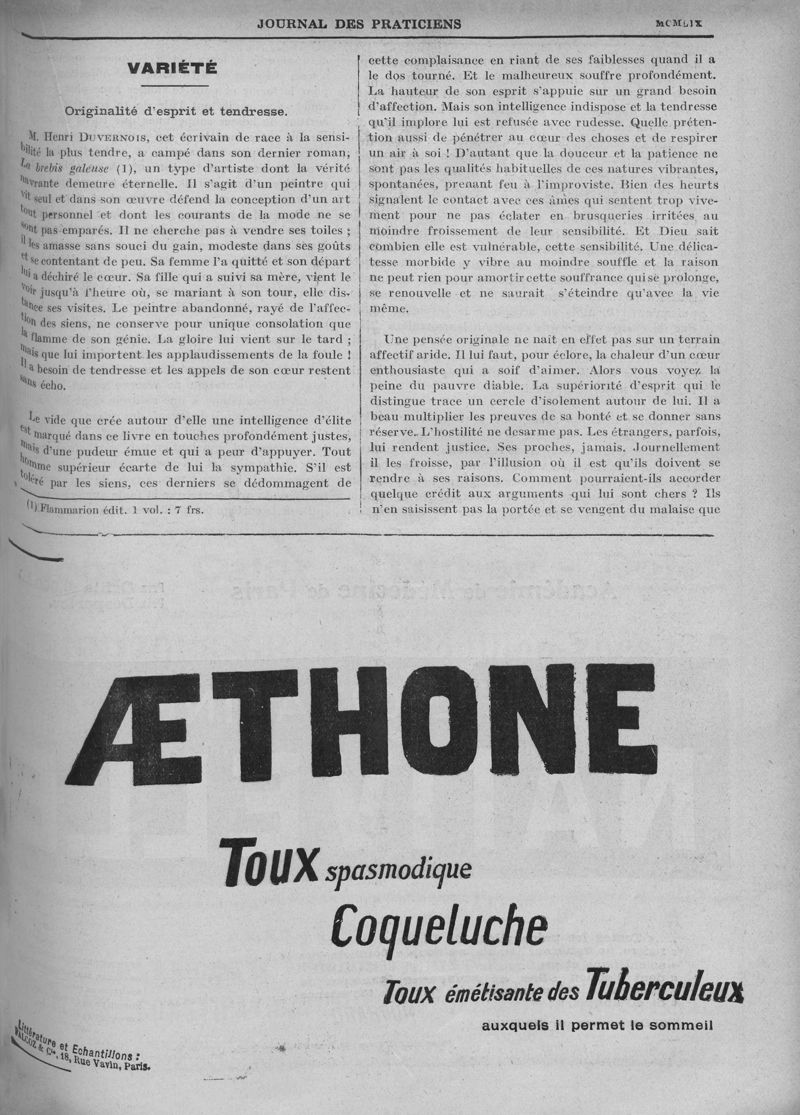 JOURNAL DES PRATICIENS
MCMLIX
VARIÉTÉ
Originalité d'esprit et tendresse.
M. Henri DUVERNOIS, cet écrivain de race à la sensi-
bilité la plus tendre, a campé dans son dernier roman,
La brebis galeuse (1), un type d'artiste dont la vérité
navrante demeure éternelle. Il s'agit d'un peintre qui
vit seul et dans son œuvre défend la conception d'un art
tout personnel et dont les courants de la mode ne se
sont pas emparés. Il ne cherche pas à vendre ses toiles ;
il les amasse sans souci du gain, modeste dans ses goûts
et se contentant de peu. Sa femme l'a quitté et son départ
lui a déchiré le cœur. Sa fille qui a suivi sa mère, vient le
voir jusqu'à l'heure où, se mariant à son tour, elle dis-
tance ses visites. Le peintre abandonné, rayé de l'affec-
tion des siens, ne conserve pour unique consolation que
la flamme de son génie. La gloire lui vient sur le tard ;
mais que lui importent les applaudissements de la foule !
Il a besoin de tendresse et les appels de son cœur restent
sans écho.
Le vide que crée autour d'elle une intelligence d'élite
est marqué dans ce livre en touches profondément justes,
mais d'une pudeur émue et qui a peur d'appuyer. Tout
homme supérieur écarte de lui la sympathie. S'il est
toléré par les siens, ces derniers se dédommagent de
(1) Flammarion édit. 1 vol. : 7 frs.
cette complaisance en riant de ses faiblesses quand il a
le dos tourné. Et le malheureux souffre profondément.
La hauteur de son esprit s'appuie sur un grand besoin
d'affection. Mais son intelligence indispose et la tendresse
qu'il implore lui est refusée avec rudesse. Quelle préten-
tion aussi de pénétrer au cœur des choses et de respirer
un air à soi ! D'autant que la douceur et la patience ne
sont pas les qualités habituelles de ces natures vibrantes,
spontanées, prenant feu à l'improviste. Bien des heurts
signalent le contact avec ces âmes qui sentent trop vive-
ment pour ne pas éclater en brusqueries irritées au
moindre froissement de leur sensibilité. Et Dieu sait
combien elle est vulnérable, cette sensibilité. Une délica-
tesse morbide y vibre au moindre souffle et la raison
ne peut rien pour amortir cette souffrance qui se prolonge,
se renouvelle et ne saurait s'éteindre qu'avec la vie
même.
Une pensée originale ne nait en effet pas sur un terrain
affectif aride. Il lui faut, pour éclore, la chaleur d'un cœur
enthousiaste qui a soif d'aimer. Alors vous voyez la
peine du pauvre diable. La supériorité d'esprit qui le
distingue trace un cercle d'isolement autour de lui. Il a
beau multiplier les preuves de sa bonté et se donner sans
réserve. L'hostilité ne desarme pas. Les étrangers, parfois,
lui rendent justice. Ses proches, jamais. Journellement
il les froisse, par l'illusion où il est qu'ils doivent se
rendre à ses raisons. Comment pourraient-ils accorder
quelque crédit aux arguments qui lui sont chers ? Ils
n'en saisissent pas la portée et se vengent du malaise que
ÆTHONE
TOUX spasmodique
Coqueluche
Toux émétisante des Tuberculeux
auxquels il permet le sommeil
Littérature et Echantillons :
& Cie, 18, Rue Vavin, Paris.